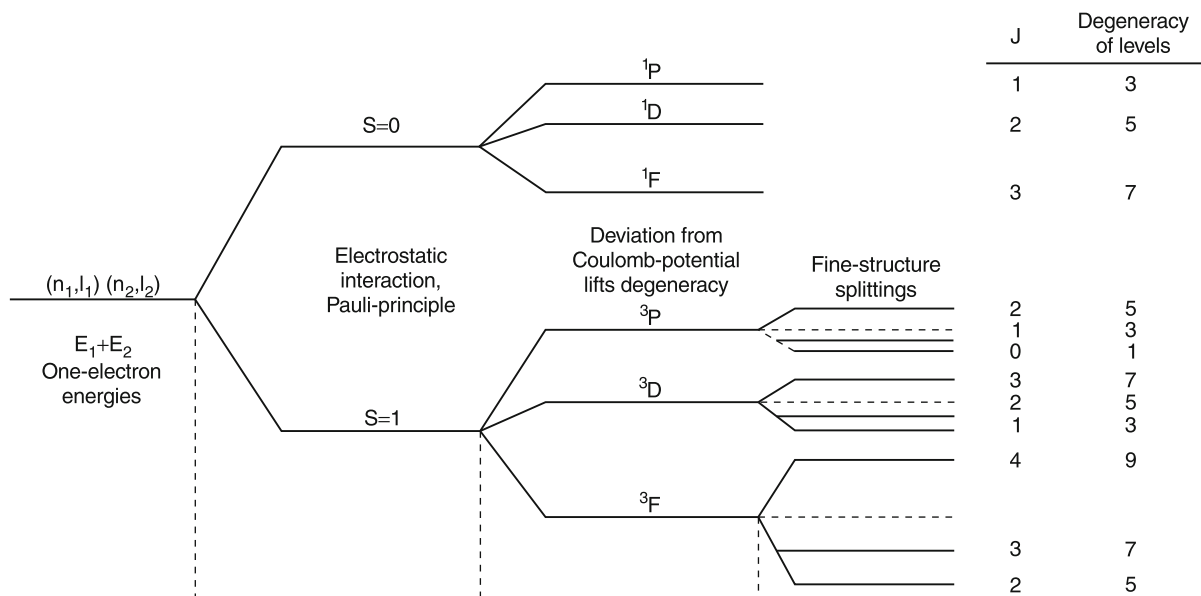 J
Degeneracy
of levels
¹P
1 3
¹D
2 5
S=0
¹F
3 7
Electrostatic
interaction,
Pauli-principle
Deviation from
Coulomb-potential
lifts degeneracy
Fine-structure
splittings
(n₁,l₁) (n₂,l₂)
E₁+E₂
One-electron
energies
³P
2 5
1 3
0 1
³D
3 7
2 5
1 3
S=1
4 9
³F
3 7
2 5